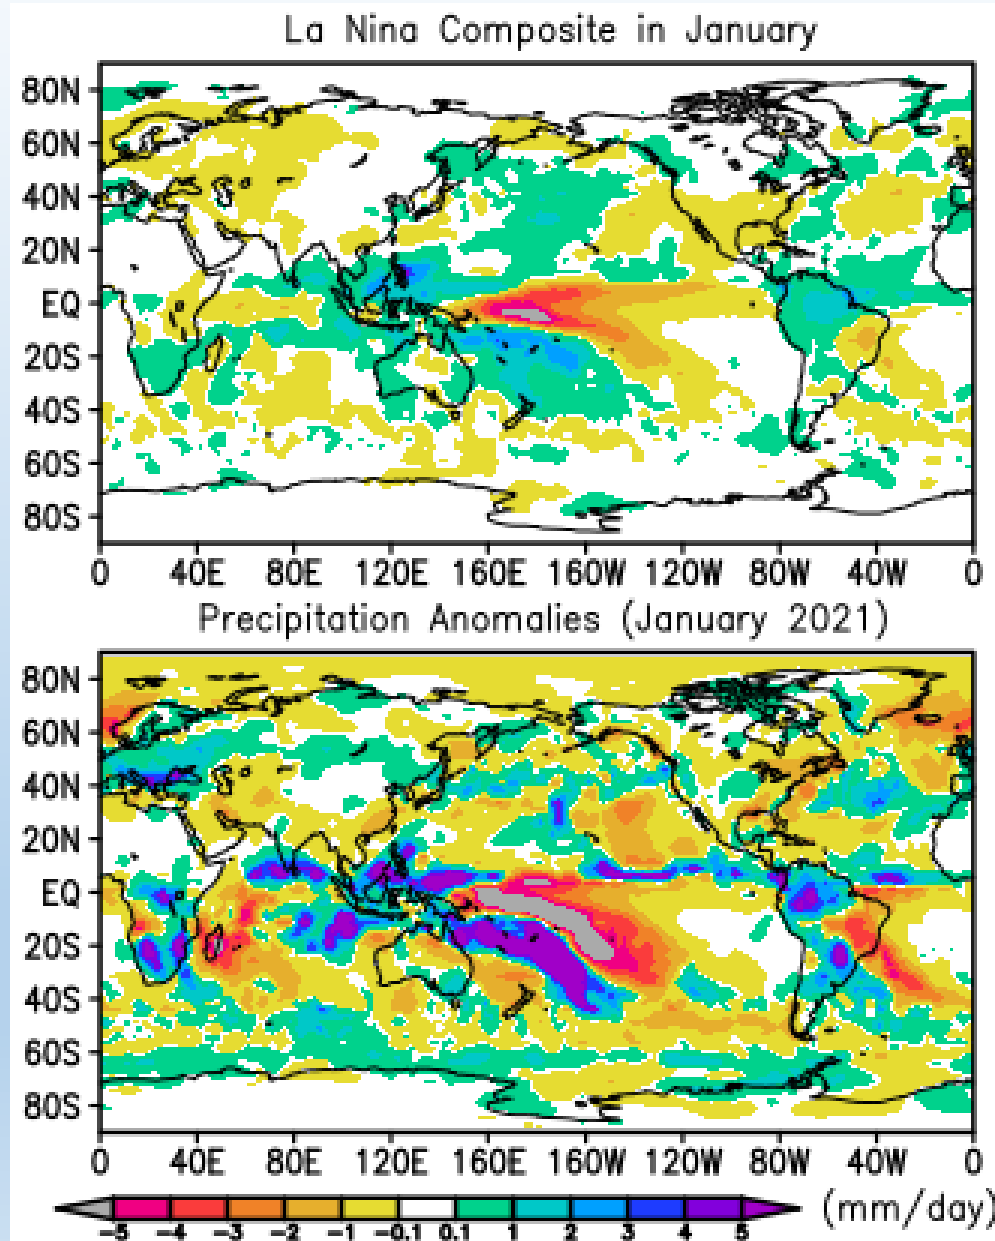 La Nina Composite in January
80N
60N
40N
20N
EQ
20S
40S
60S
80S
0 40E 80E 120E 160E 160W 120W 80W 40W 0
Precipitation Anomalies (January 2021)
80N
60N
40N
20N
EQ
20S
40S
60S
80S
0 40E 80E 120E 160E 160W 120W 80W 40W 0
-5 -4 -3 -2 -1 -0.1 0.1 1 2 3 4 5 (mm/day)